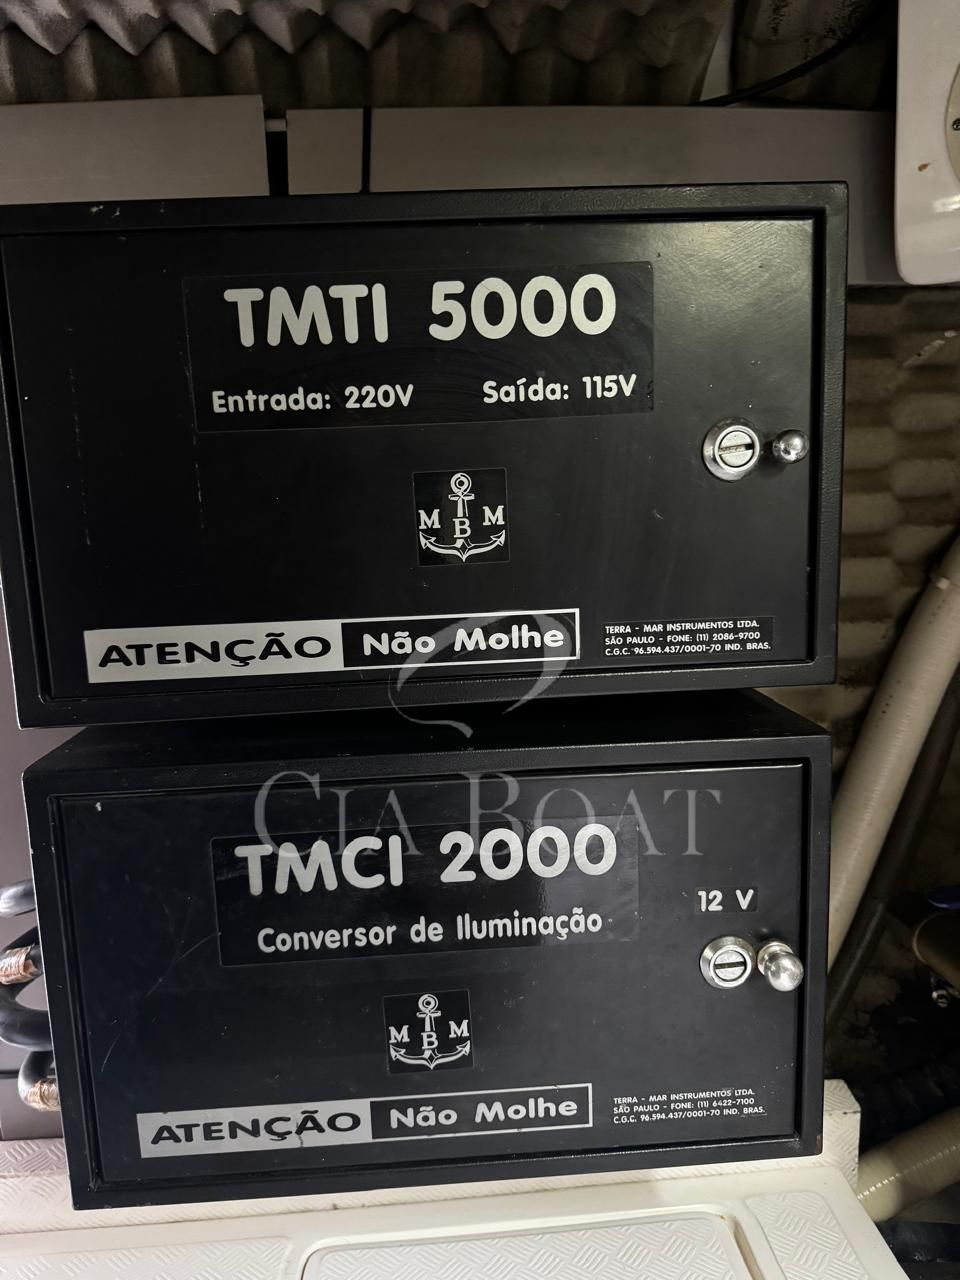 TMTI 5000
Entrada: 220V Saída: 115V
M B M
ATENÇÃO Não Molhe
TERRA - MAR INSTRUMENTOS LTDA.
SÃO PAULO - FONE: (11) 2086-9700
C.G.C. 96.594.437/0001-70 IND. BRAS.
CIA BOAT
TMCI 2000
12 V
Conversor de Iluminação
M B M
ATENÇÃO Não Molhe
TERRA - MAR INSTRUMENTOS LTDA.
SÃO PAULO - FONE: (11) 6422-7100
C.G.C. 96.594.437/0001-70 IND. BRAS.